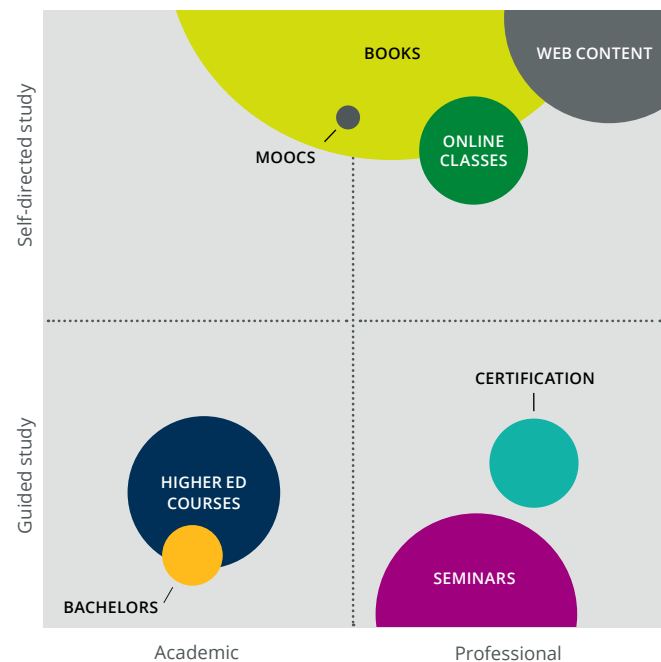 BOOKS
WEB CONTENT
MOOCS
ONLINE
CLASSES
Self-directed study
CERTIFICATION
Guided study
HIGHER ED
COURSES
SEMINARS
BACHELORS
Academic
Professional